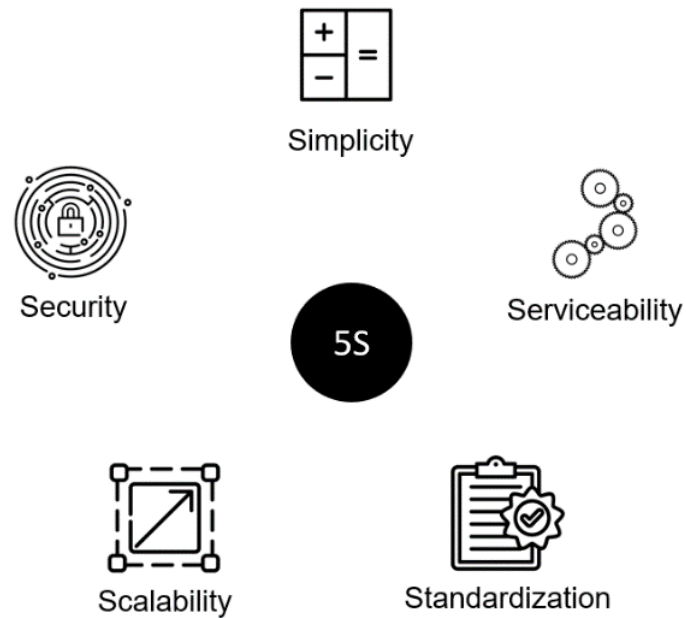 Simplicity
Security
Serviceability
5S
Scalability
Standardization